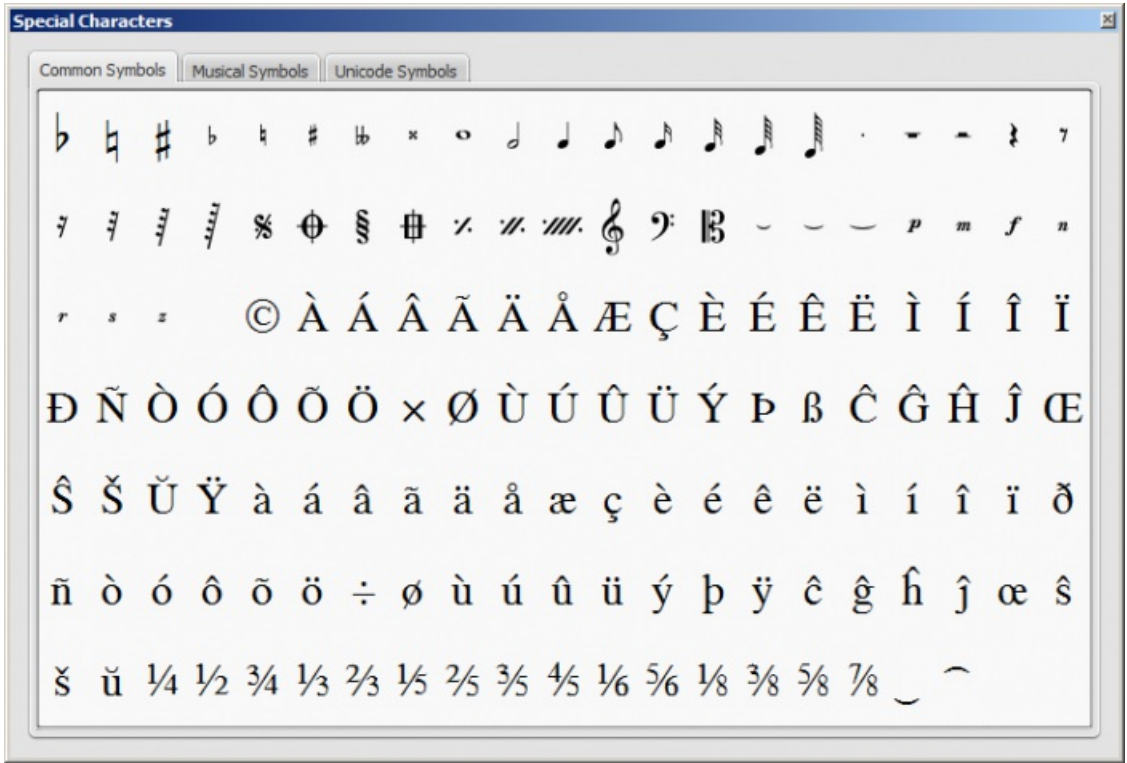 Special Characters
Common Symbols Musical Symbols Unicode Symbols
♭ ♮ ♯ ♭ ♮ ♯ 𝄫 𝄪 𝅝 𝅗𝅥 𝅘𝅥 𝅘𝅥𝅮 𝅘𝅥𝅯 𝅘𝅥𝅰 𝅘𝅥𝅱 𝅘𝅥𝅲 · 𝄻 𝄼 𝄽 𝄾
𝄿 𝅀 𝅁 𝅂 𝄋 𝄌 § 𝄌 𝄎 𝄏 𝄞 𝄢 𝄡 ‿ ‿ ‿ p m f n
r s z © À Á Â Ã Ä Å Æ Ç È É Ê Ë Ì Í Î Ï
Ð Ñ Ò Ó Ô Õ Ö × Ø Ù Ú Û Ü Ý Þ ß Ĉ Ĝ Ĥ Ĵ Œ
Ŝ Š Ŭ Ÿ à á â ã ä å æ ç è é ê ë ì í î ï ð
ñ ò ó ô õ ö ÷ ø ù ú û ü ý þ ÿ ĉ ĝ ĥ ĵ œ ŝ
š ŭ ¼ ½ ¾ ⅓ ⅔ ⅕ ⅖ ⅗ ⅘ ⅙ ⅚ ⅛ ⅜ ⅝ ⅞ ‿ ⁀